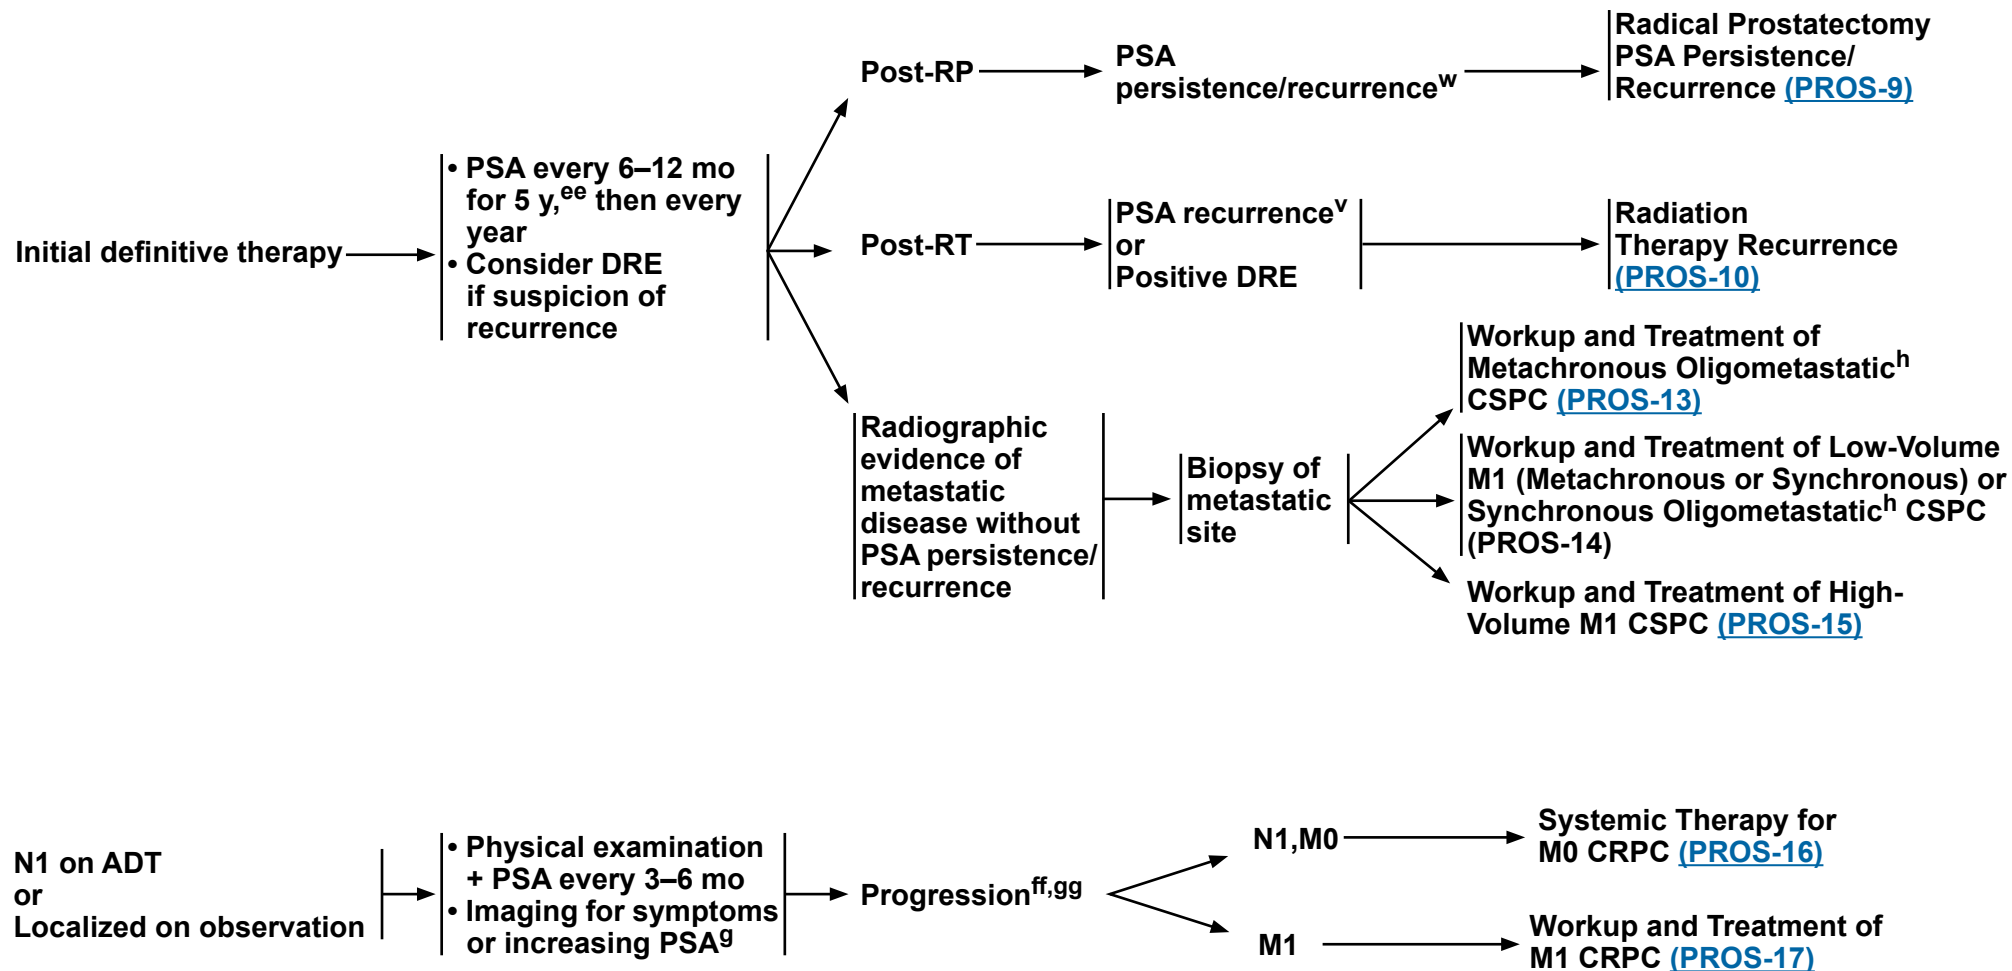 Initial definitive therapy
• PSA every 6–12 mo
for 5 y,ee then every
year
• Consider DRE
if suspicion of
recurrence
Post-RP
PSA
persistence/recurrencew
Radical Prostatectomy
PSA Persistence/
Recurrence (PROS-9)
Post-RT
PSA recurrencev
or
Positive DRE
Radiation
Therapy Recurrence
(PROS-10)
Radiographic
evidence of
metastatic
disease without
PSA persistence/
recurrence
Biopsy of
metastatic
site
Workup and Treatment of
Metachronous Oligometastatich
CSPC (PROS-13)
Workup and Treatment of Low-Volume
M1 (Metachronous or Synchronous) or
Synchronous Oligometastatich CSPC
(PROS-14)
Workup and Treatment of High-
Volume M1 CSPC (PROS-15)
N1 on ADT
or
Localized on observation
• Physical examination
+ PSA every 3–6 mo
• Imaging for symptoms
or increasing PSAg
Progressionff,gg
N1,M0
Systemic Therapy for
M0 CRPC (PROS-16)
M1
Workup and Treatment of
M1 CRPC (PROS-17)